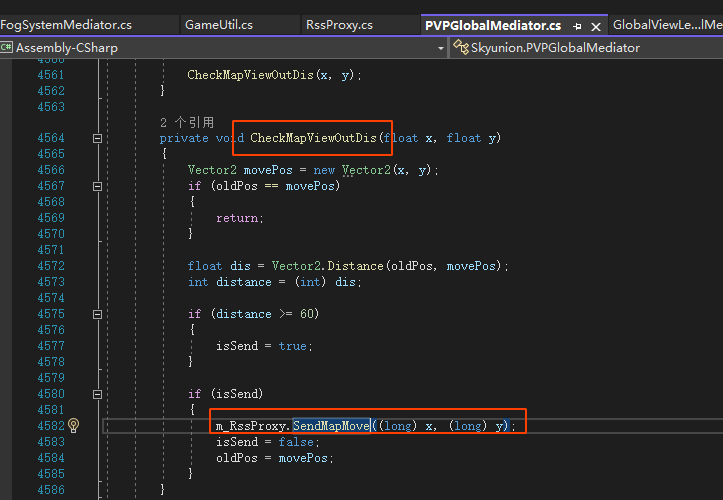 FogSystemMediator.cs GameUtil.cs RssProxy.cs PVPGlobalMediator.cs GlobalViewLe...lMe
C# Assembly-CSharp Skyunion.PVPGlobalMediator
4561 CheckMapViewOutDis(x, y);
4562 }
4563
2 个引用
4564 private void CheckMapViewOutDis(float x, float y)
4565 {
4566 Vector2 movePos = new Vector2(x, y);
4567 if (oldPos == movePos)
4568 {
4569 return;
4570 }
4571
4572 float dis = Vector2.Distance(oldPos, movePos);
4573 int distance = (int) dis;
4574
4575 if (distance >= 60)
4576 {
4577 isSend = true;
4578 }
4579
4580 if (isSend)
4581 {
4582 m_RssProxy.SendMapMove((long) x, (long) y);
4583 isSend = false;
4584 oldPos = movePos;
4585 }
4586 }